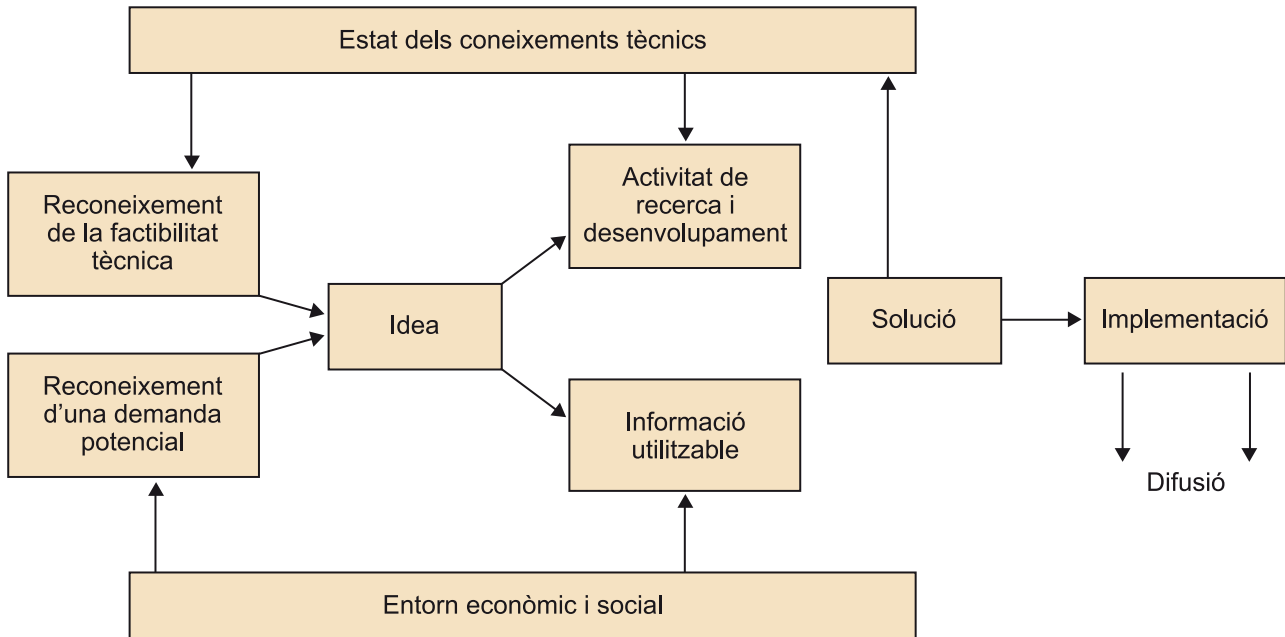 Estat dels coneixements tècnics
Reconeixement
de la factibilitat
tècnica
Activitat de
recerca i
desenvolupament
Idea
Solució
Implementació
Reconeixement
d'una demanda
potencial
Informació
utilitzable
Difusió
Entorn econòmic i social